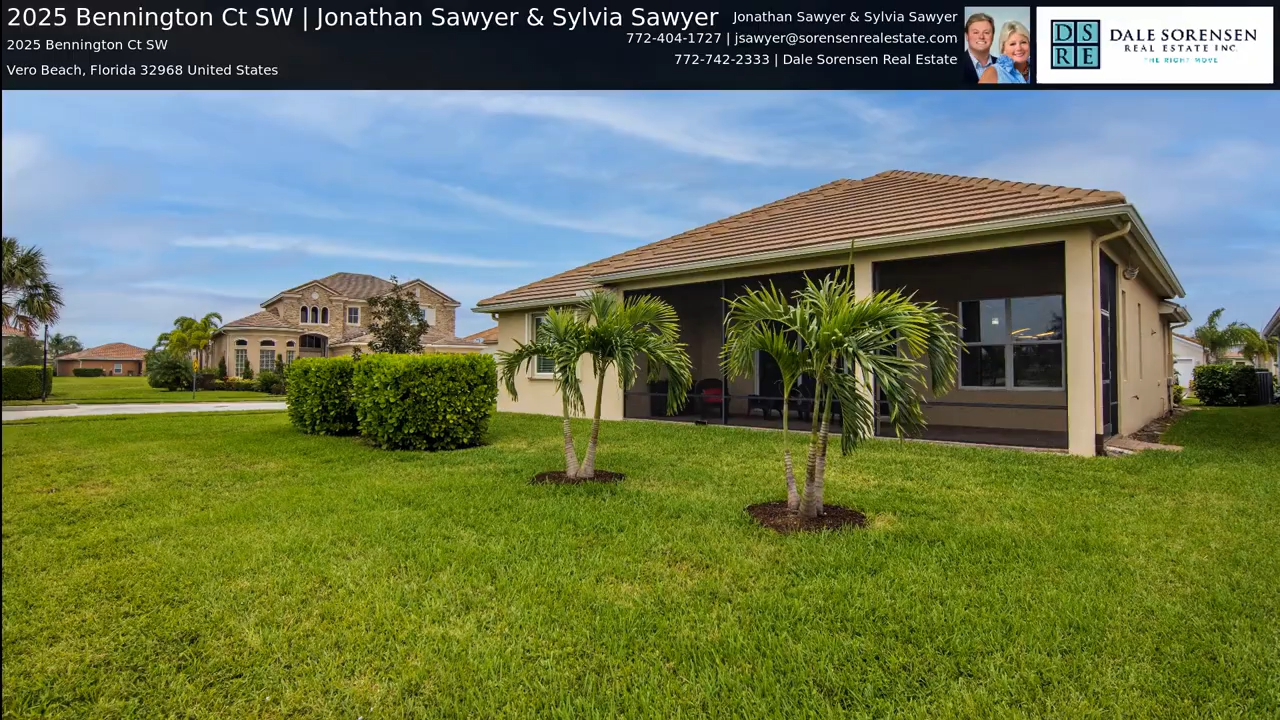 2025 Bennington Ct SW | Jonathan Sawyer & Sylvia Sawyer
2025 Bennington Ct SW
Vero Beach, Florida 32968 United States
Jonathan Sawyer & Sylvia Sawyer
772-404-1727 | jsawyer@sorensenrealestate.com
772-742-2333 | Dale Sorensen Real Estate
DS
RE
DALE SORENSEN
REAL ESTATE INC.
THE RIGHT MOVE